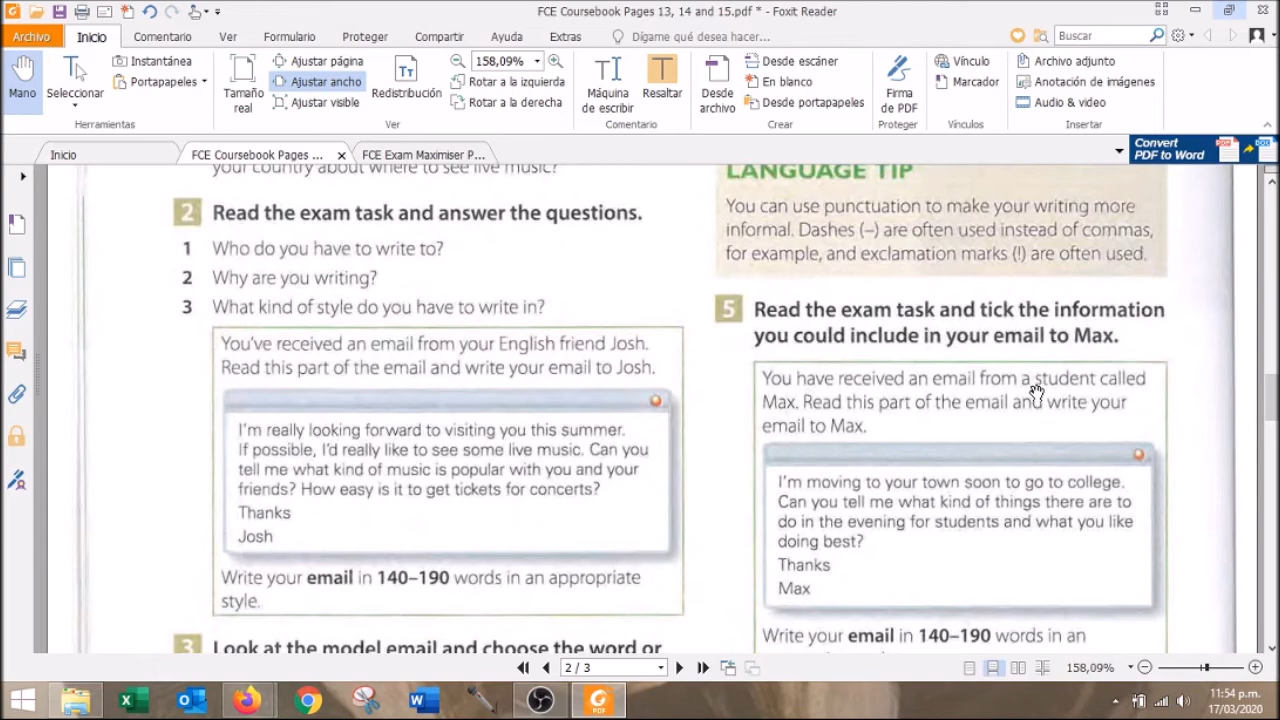 FCE Coursebook Pages 13, 14 and 15.pdf * - Foxit Reader
Archivo Inicio Comentario Ver Formulario Proteger Compartir Ayuda Extras Dígame qué desea hacer... Buscar
Mano
Seleccionar
Instantánea
Portapapeles
Herramientas
Tamaño real
Ajustar página
Ajustar ancho
Ajustar visible
Redistribución
158,09%
Rotar a la izquierda
Rotar a la derecha
Ver
Máquina de escribir
Resaltar
Comentario
Desde archivo
Desde escáner
En blanco
Desde portapapeles
Crear
Firma de PDF
Proteger
Vínculo
Marcador
Vínculos
Archivo adjunto
Anotación de imágenes
Audio & video
Insertar
Inicio
FCE Coursebook Pages ...
FCE Exam Maximiser P...
Convert
PDF to Word
your country about where to see live music?
2 Read the exam task and answer the questions.
1 Who do you have to write to?
2 Why are you writing?
3 What kind of style do you have to write in?
You've received an email from your English friend Josh.
Read this part of the email and write your email to Josh.
I'm really looking forward to visiting you this summer.
If possible, I'd really like to see some live music. Can you
tell me what kind of music is popular with you and your
friends? How easy is it to get tickets for concerts?
Thanks
Josh
Write your email in 140–190 words in an appropriate
style.
3 Look at the model email and choose the word or
LANGUAGE TIP
You can use punctuation to make your writing more
informal. Dashes (–) are often used instead of commas,
for example, and exclamation marks (!) are often used.
5 Read the exam task and tick the information
you could include in your email to Max.
You have received an email from a student called
Max. Read this part of the email and write your
email to Max.
I'm moving to your town soon to go to college.
Can you tell me what kind of things there are to
do in the evening for students and what you like
doing best?
Thanks
Max
Write your email in 140–190 words in an
2 / 3
158,09%
11:54 p.m.
17/03/2020